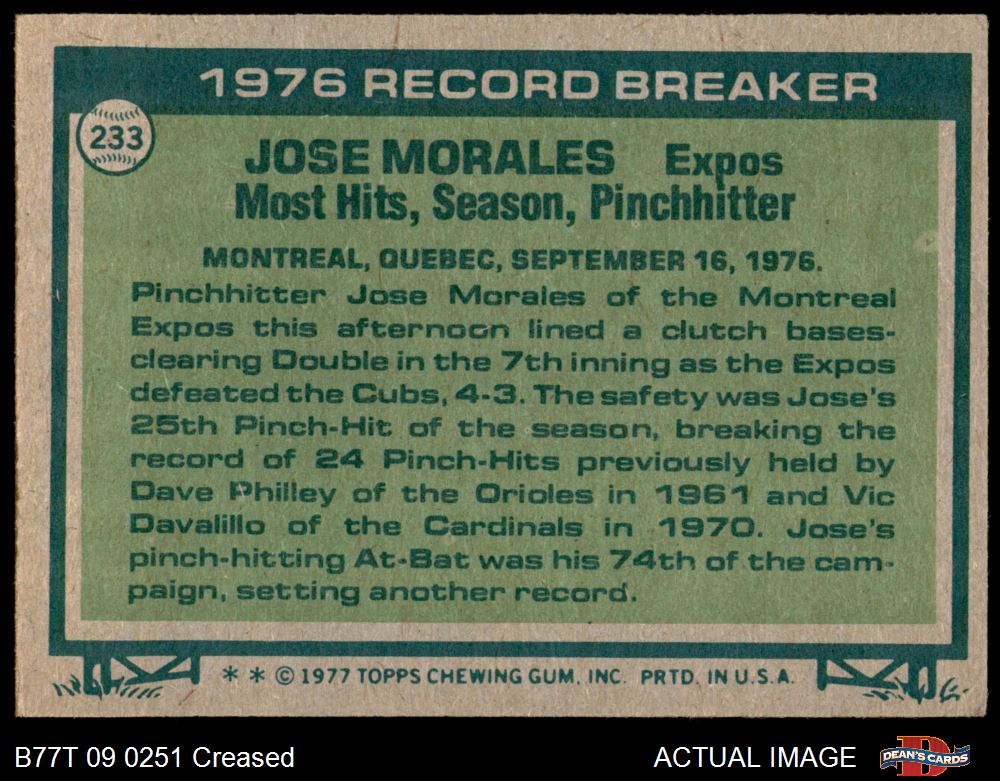 1976 RECORD BREAKER
233
JOSE MORALES Expos
Most Hits, Season, Pinchhitter
MONTREAL, QUEBEC, SEPTEMBER 16, 1976.
Pinchhitter Jose Morales of the Montreal
Expos this afternoon lined a clutch bases-
clearing Double in the 7th inning as the Expos
defeated the Cubs, 4-3. The safety was Jose's
25th Pinch-Hit of the season, breaking the
record of 24 Pinch-Hits previously held by
Dave Philley of the Orioles in 1961 and Vic
Davalillo of the Cardinals in 1970. Jose's
pinch-hitting At-Bat was his 74th of the cam-
paign, setting another record.
* * © 1977 TOPPS CHEWING GUM, INC. PRTD. IN U.S.A.
B77T 09 0251 Creased
ACTUAL IMAGE
D
DEAN'S CARDS